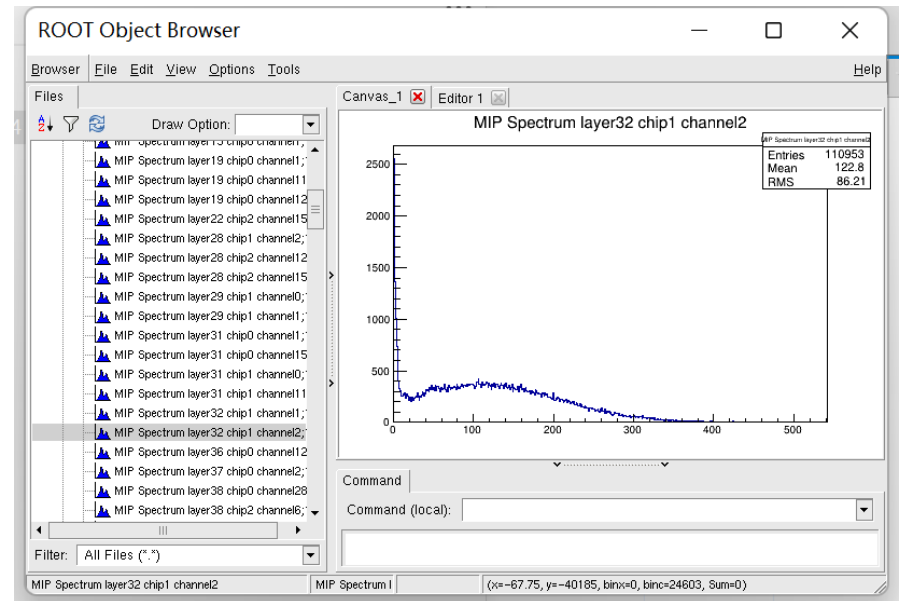 ROOT Object Browser
Browser File Edit View Options Tools Help
Files
Draw Option:
MIP Spectrum layer19 chip0 channel1;
MIP Spectrum layer19 chip0 channel11
MIP Spectrum layer19 chip0 channel12
MIP Spectrum layer22 chip2 channel15
MIP Spectrum layer28 chip1 channel2;
MIP Spectrum layer28 chip2 channel12
MIP Spectrum layer28 chip2 channel15
MIP Spectrum layer29 chip1 channel0;
MIP Spectrum layer29 chip1 channel1;
MIP Spectrum layer31 chip0 channel1;
MIP Spectrum layer31 chip0 channel15
MIP Spectrum layer31 chip1 channel0;
MIP Spectrum layer31 chip1 channel11
MIP Spectrum layer32 chip1 channel1;
MIP Spectrum layer32 chip1 channel2;
MIP Spectrum layer36 chip0 channel12
MIP Spectrum layer37 chip0 channel2;
MIP Spectrum layer38 chip0 channel28
MIP Spectrum layer38 chip2 channel6;
Filter: All Files (*.*)
Canvas_1 Editor 1
MIP Spectrum layer32 chip1 channel2
MIP Spectrum layer32 chip1 channel2
Entries 110953
Mean 122.8
RMS 86.21
2500
2000
1500
1000
500
0
0 100 200 300 400 500
Command
Command (local):
MIP Spectrum layer32 chip1 channel2 MIP Spectrum l (x=-67.75, y=-40185, binx=0, binc=24603, Sum=0)